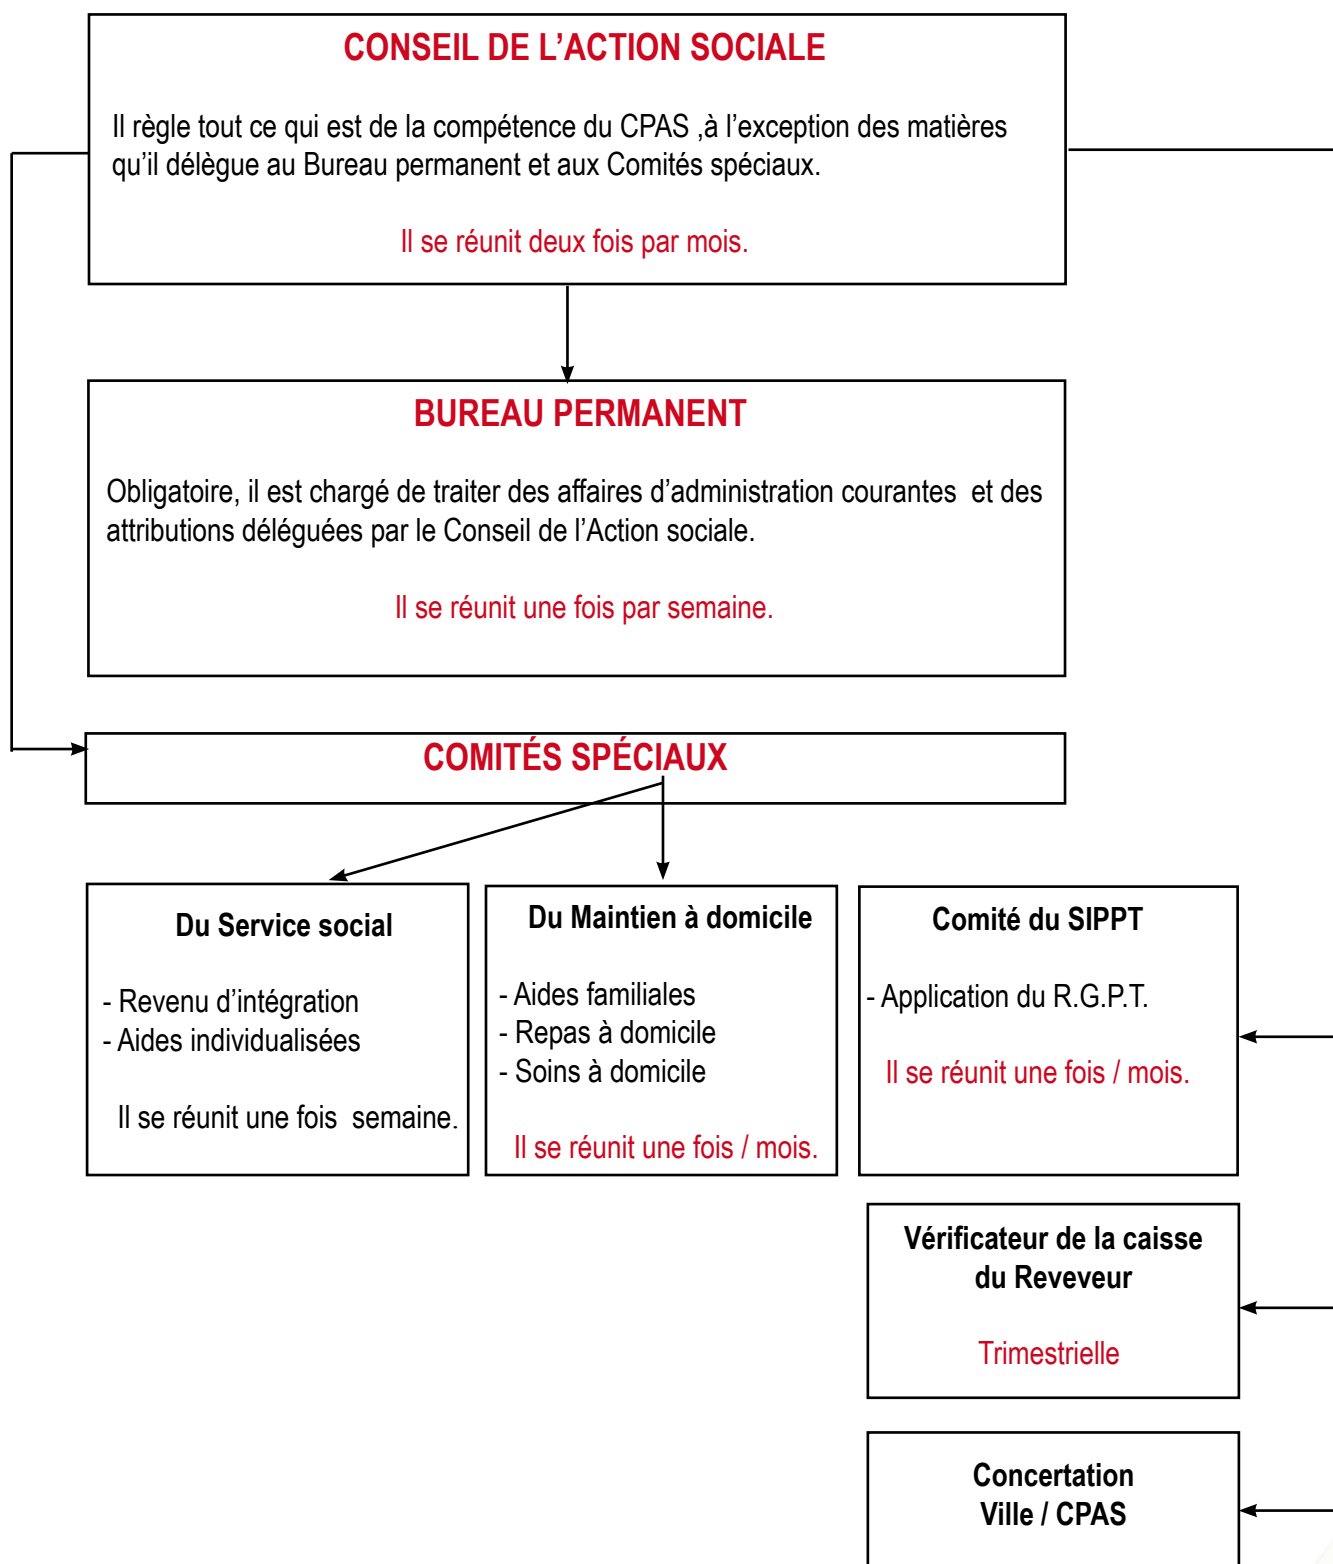 CONSEIL DE L’ACTION SOCIALE
Il règle tout ce qui est de la compétence du CPAS ,à l’exception des matières
qu’il délègue au Bureau permanent et aux Comités spéciaux.
Il se réunit deux fois par mois.
BUREAU PERMANENT
Obligatoire, il est chargé de traiter des affaires d’administration courantes  et des
attributions déléguées par le Conseil de l’Action sociale.
Il se réunit une fois par semaine.
COMITÉS SPÉCIAUX
Du Service social
- Revenu d’intégration
- Aides individualisées
Il se réunit une fois  semaine.
Du Maintien à domicile
- Aides familiales
- Repas à domicile
- Soins à domicile
Il se réunit une fois / mois.
Comité du SIPPT
- Application du R.G.P.T.
Il se réunit une fois / mois.
Vérificateur de la caisse
du Reveveur
Trimestrielle
Concertation
Ville / CPAS